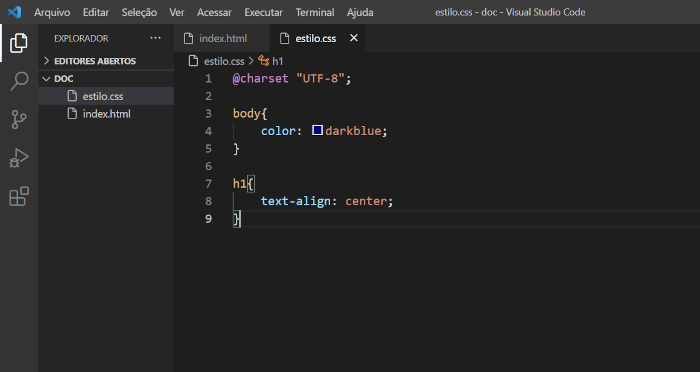 Arquivo Editar Seleção Ver Acessar Executar Terminal Ajuda estilo.css - doc - Visual Studio Code
EXPLORADOR ··· index.html estilo.css
EDITORES ABERTOS
DOC
estilo.css
index.html
estilo.css > h1
1 @charset "UTF-8";
2
3 body{
4 color: darkblue;
5 }
6
7 h1{
8 text-align: center;
9 }